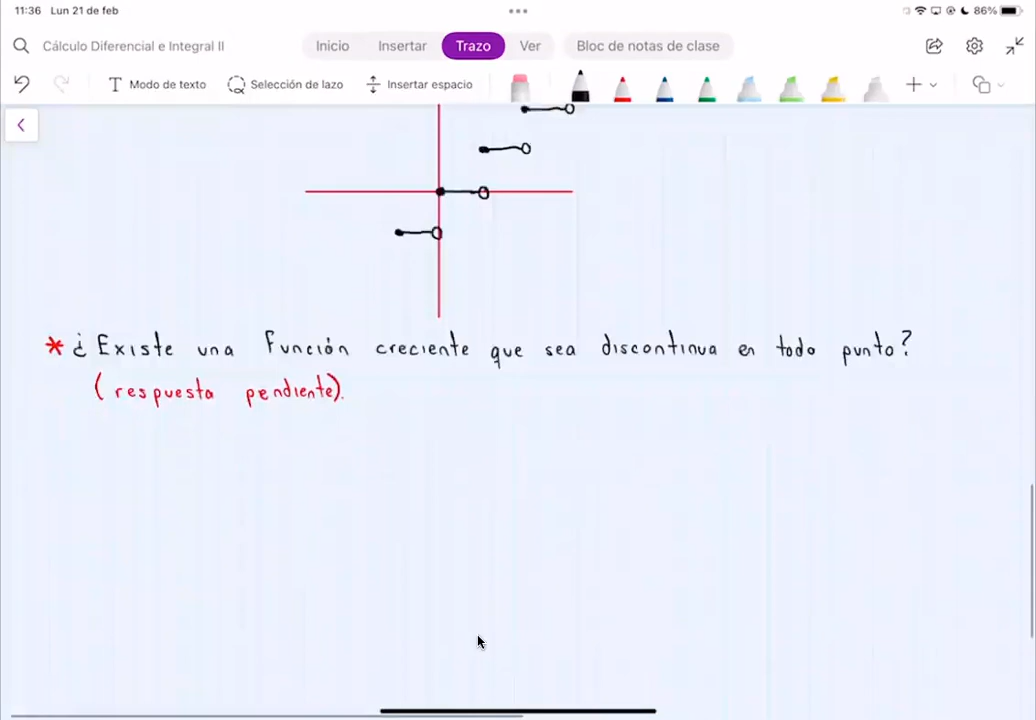 11:36 Lun 21 de feb
86%
Cálculo Diferencial e Integral II
Inicio Insertar Trazo Ver Bloc de notas de clase
Modo de texto Selección de lazo Insertar espacio
* ¿Existe una función creciente que sea discontinua en todo punto?
(respuesta pendiente).